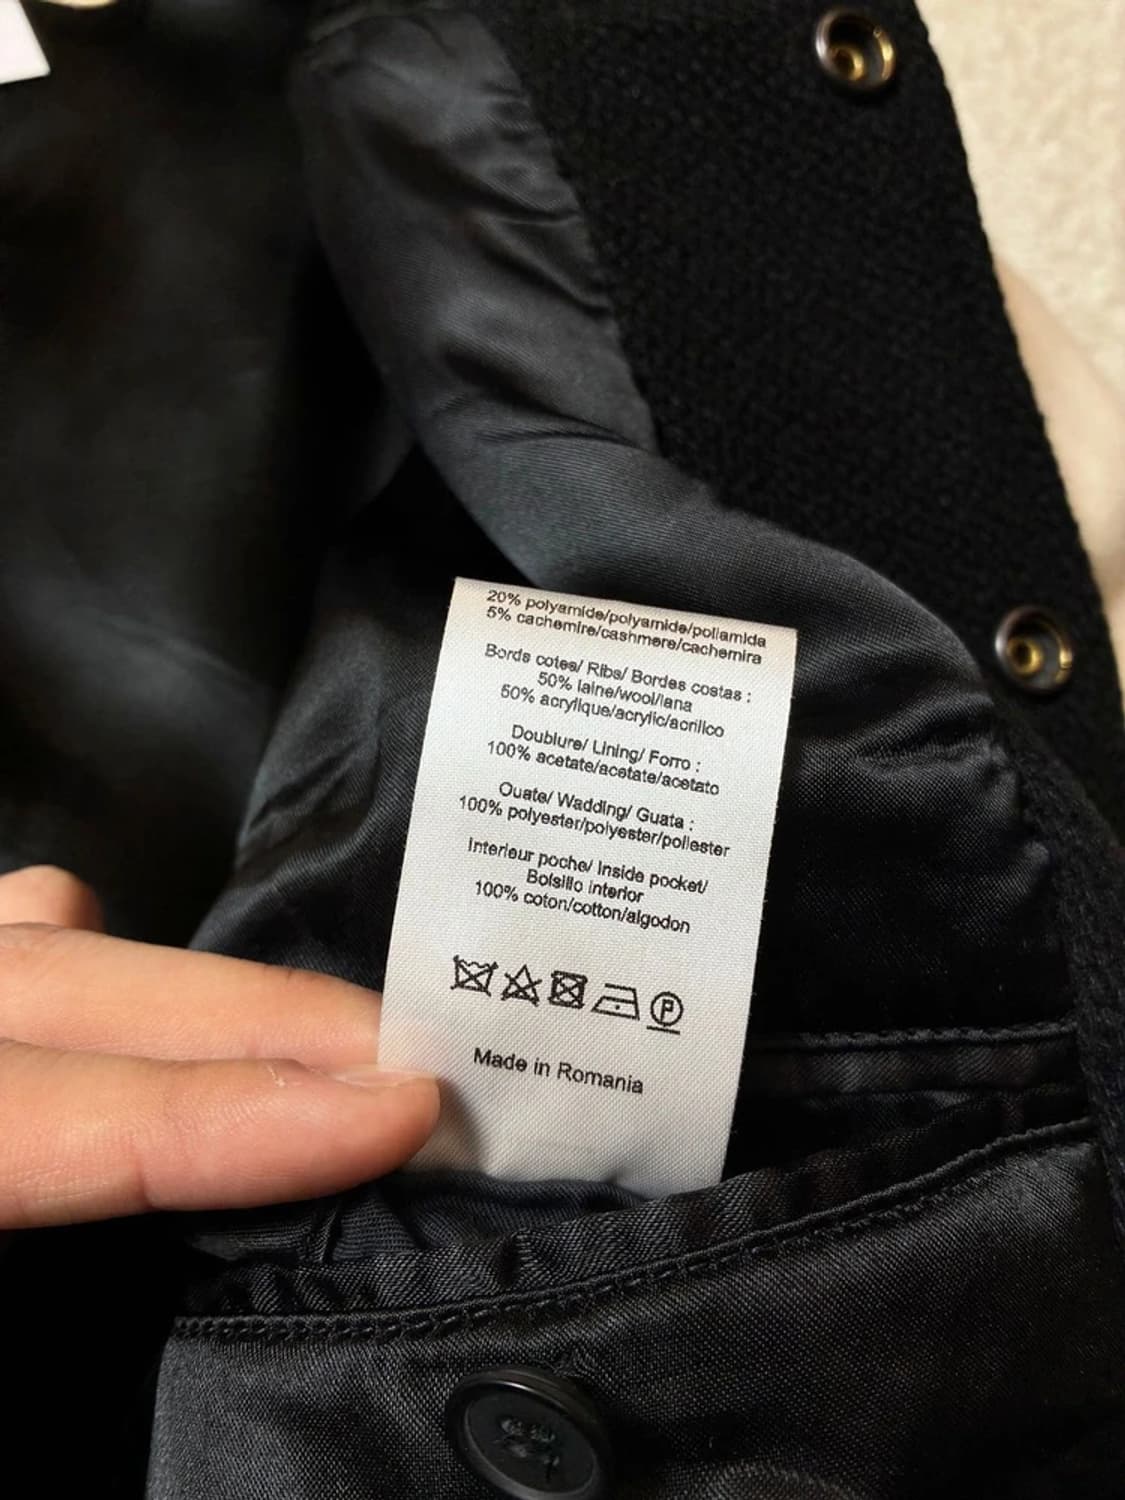 20% polyamide/polyamide/poliamida
5% cachemire/cashmere/cachemira
Bords cotes/ Ribs/ Bordes costas :
50% laine/wool/lana
50% acrylique/acrylic/acrilico
Doublure/ Lining/ Forro :
100% acetate/acetate/acetato
Ouate/ Wadding/ Guata :
100% polyester/polyester/poliester
Interieur poche/ Inside pocket/
Bolsillo interior
100% coton/cotton/algodon
P
Made in Romania